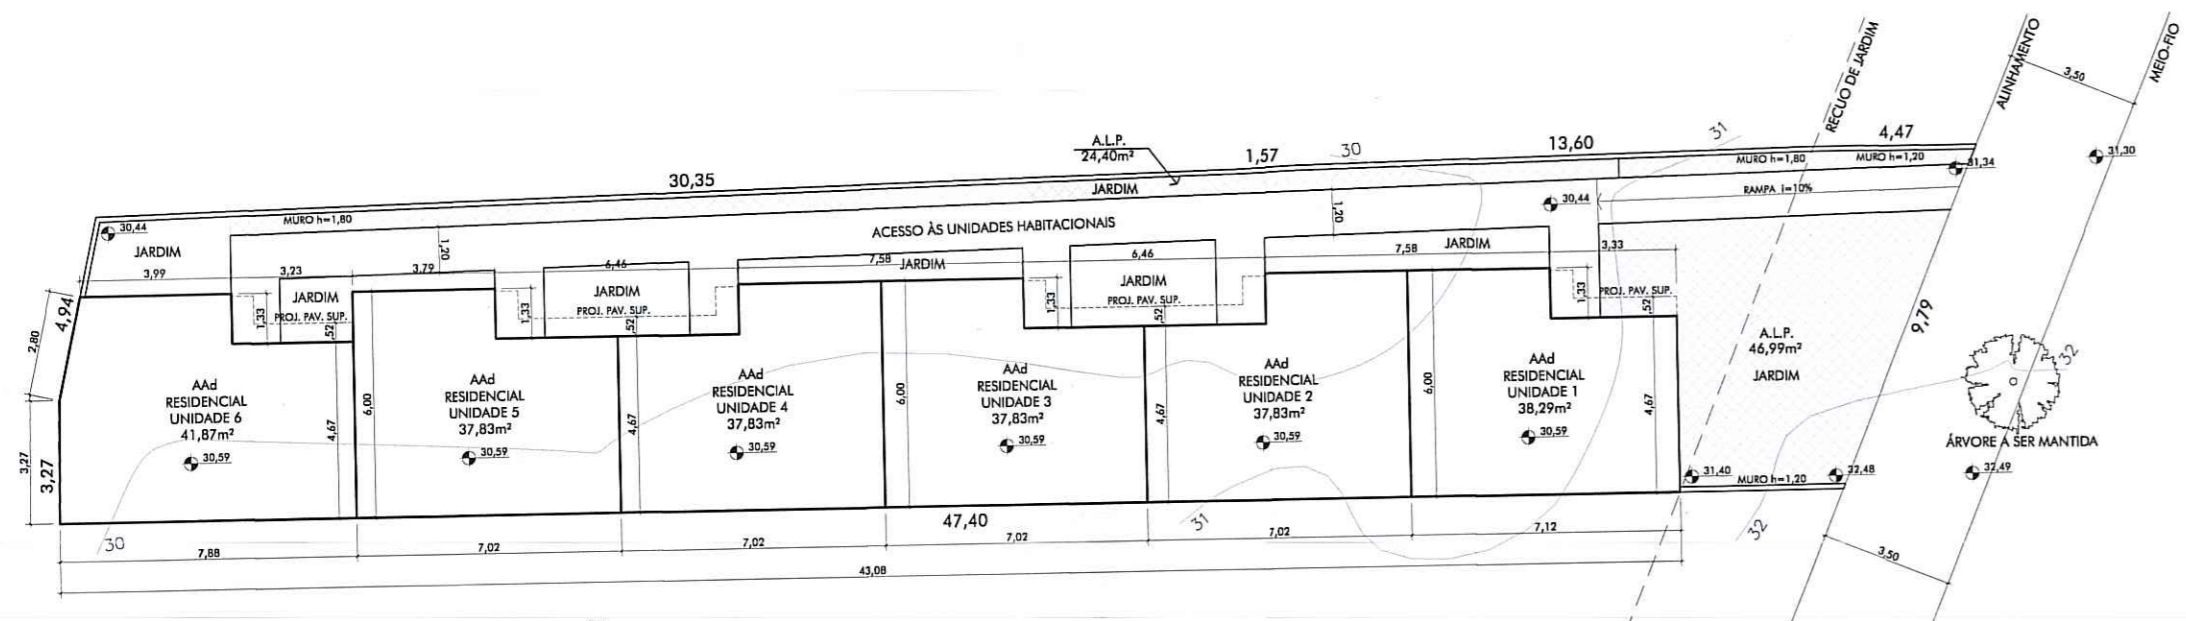 RECUO DE JARDIM
ALINHAMENTO
MEIO-FIO
3,50
4,47
13,60
31
30
1,57
A.L.P.
24,40m²
30,35
MURO h=1,80
MURO h=1,20
31,34
31,30
RAMPA i=10%
JARDIM
30,44
1,20
ACESSO ÀS UNIDADES HABITACIONAIS
MURO h=1,80
30,44
JARDIM
1,20
3,99
3,23
3,79
6,46
7,58
JARDIM
6,46
7,58
JARDIM
3,33
JARDIM
PROJ. PAV. SUP.
JARDIM
PROJ. PAV. SUP.
JARDIM
PROJ. PAV. SUP.
PROJ. PAV. SUP.
1,33
,52
1,33
,52
1,33
,52
1,33
,52
4,94
2,80
3,27
3,27
AAd
RESIDENCIAL
UNIDADE 6
41,87m²
30,59
4,67
6,00
AAd
RESIDENCIAL
UNIDADE 5
37,83m²
30,59
4,67
AAd
RESIDENCIAL
UNIDADE 4
37,83m²
30,59
6,00
AAd
RESIDENCIAL
UNIDADE 3
37,83m²
30,59
4,67
AAd
RESIDENCIAL
UNIDADE 2
37,83m²
30,59
6,00
AAd
RESIDENCIAL
UNIDADE 1
38,29m²
30,59
4,67
A.L.P.
46,99m²
JARDIM
9,79
32
ÁRVORE A SER MANTIDA
31,40
MURO h=1,20
32,48
32,49
30
47,40
31
32
7,88
7,02
7,02
7,02
7,02
7,12
3,50
43,08